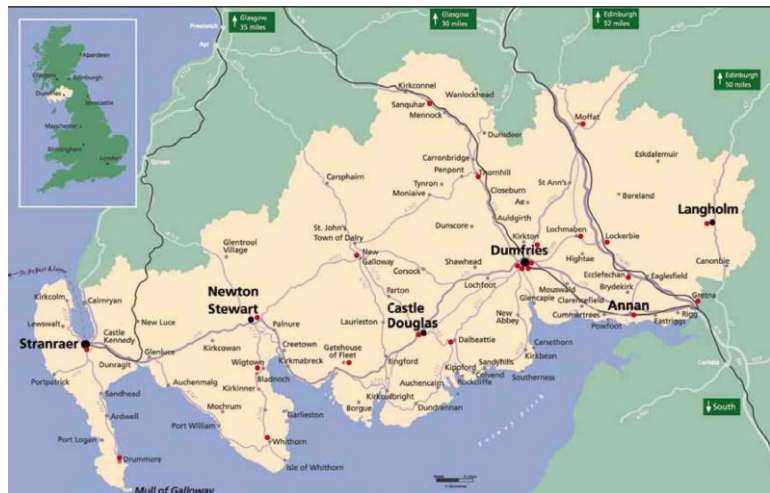 Prestwick
Ayr
Glasgow
35 miles
Glasgow
30 miles
Edinburgh
52 miles
Edinburgh
50 miles
Aberdeen
Glasgow
Edinburgh
Dumfries
Newcastle
Manchester
Birmingham
London
Girvan
Kirkconnel
Sanquhar
Wanlockhead
Mennock
Moffat
Eskdalemuir
Carronbridge
Penpont
Thornhill
Carsphairn
Tynron
Moniaive
Closeburn
St Ann's
Boreland
Ae
Langholm
Auldgirth
St. John's
Town of Dalry
Dunscore
Kirkton
Lochmaben
Lockerbie
Glentrool
Village
New
Galloway
Dumfries
Hightae
Canonbie
Corsock
Shawhead
Lochfoot
Ecclefechan
Eaglesfield
Kirkcolm
Cairnryan
Parton
Mouswald
Brydekirk
Newton
Stewart
Glencaple
Clarencefield
Annan
Gretna
Leswalt
Castle
Kennedy
New Luce
Palnure
Laurieston
Castle
Douglas
New
Abbey
Cummertrees
Powfoot
Eastriggs
Rigg
Stranraer
Glenluce
Kirkcowan
Creetown
Gatehouse
of Fleet
Dalbeattie
Carsethorn
Dunragit
Wigtown
Kirkmabreck
Ringford
Kippford
Sandyhills
Kirkbean
Carlisle
Portpatrick
Auchenmalg
Bladnoch
Kirkinner
Auchencairn
Colvend
Rockcliffe
Southerness
Sandhead
Mochrum
Garlieston
Borgue
Kirkcudbright
Dundrennan
Ardwell
Port William
Port Logan
Whithorn
South
Drummore
Isle of Whithorn
Mull of Galloway